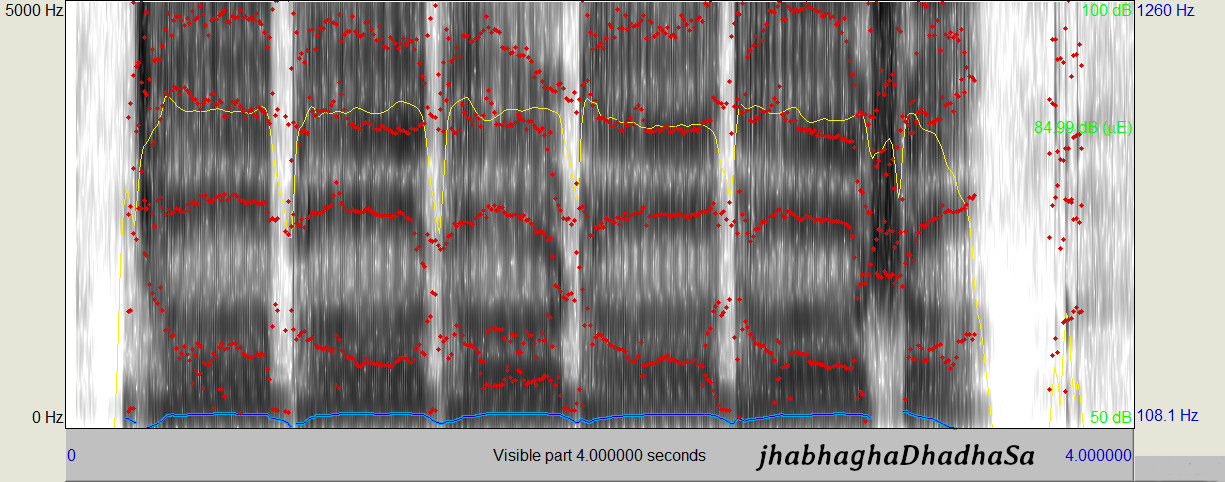 5000 Hz 100 dB 1260 Hz
84.99 dB (µE)
0 Hz 50 dB 108.1 Hz
0 Visible part 4.000000 seconds jhabhaghaDhadhaSa 4.000000